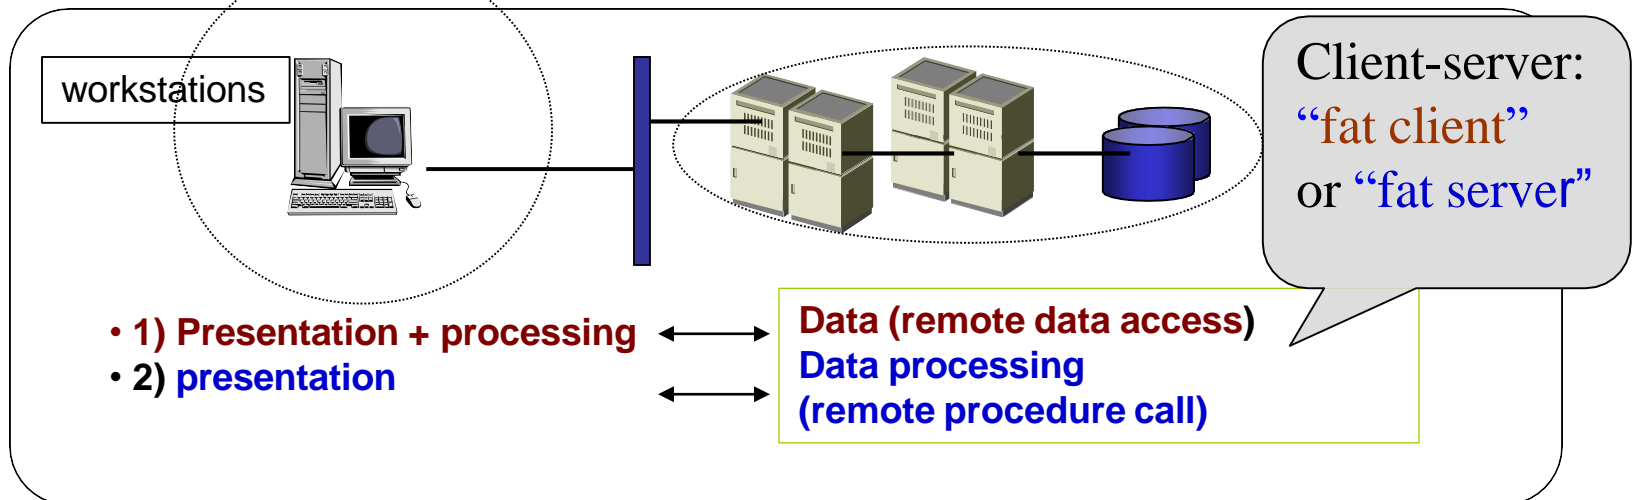 workstations
Client-server:
“fat client”
or “fat server”
• 1) Presentation + processing
• 2) presentation
Data (remote data access)
Data processing
(remote procedure call)